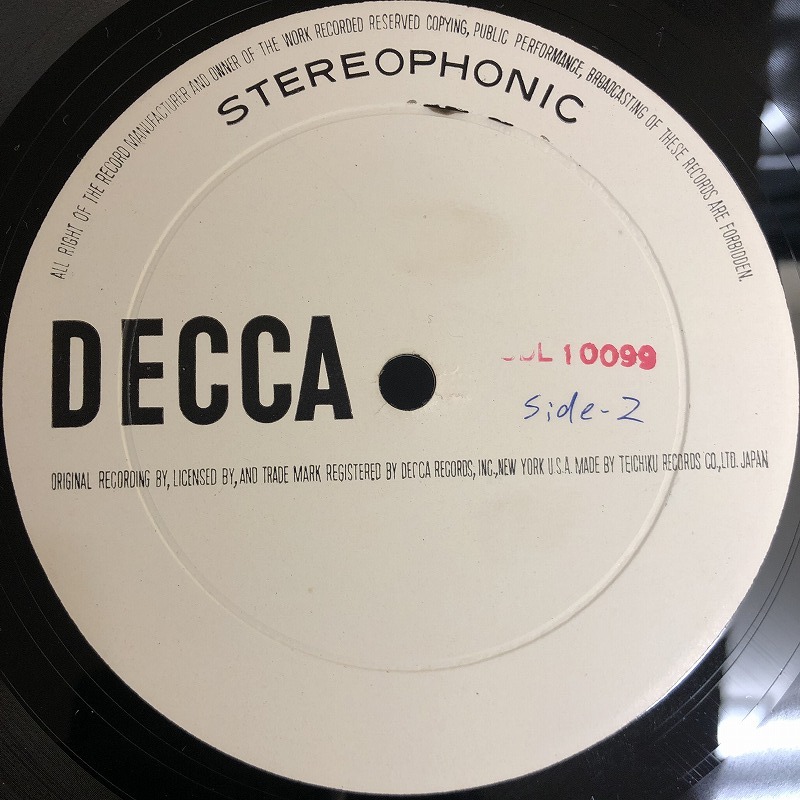 ALL RIGHT OF THE RECORD MANUFACTURER AND OWNER OF THE WORK RECORDED RESERVED COPYING, PUBLIC PERFORMANCE, BROADCASTING OF THESE RECORDS ARE FORBIDDEN.
STEREOPHONIC
DECCA
10099
Side-2
ORIGINAL RECORDING BY, LICENSED BY, AND TRADE MARK REGISTERED BY DECCA RECORDS, INC., NEW YORK U.S.A. MADE BY TEICHIKU RECORDS CO., LTD. JAPAN